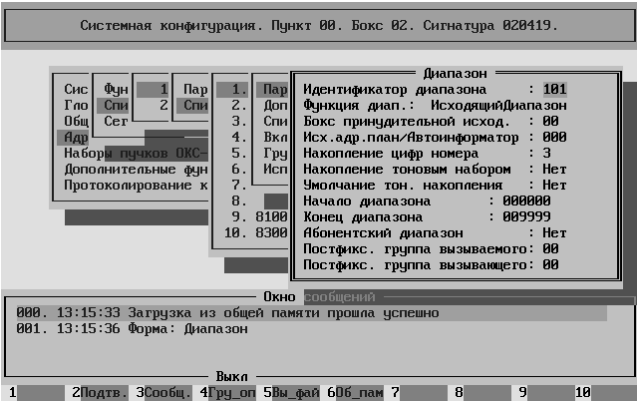 Системная конфигурация. Пункт 00. Бокс 02. Сигнатура 020419.
Сис
Гло
Общ
Адр
Наборы пучков ОКС-
Дополнительные фун
Протоколирование к
Фун
Спи
Сег
1
2
Пар
Спи
1. Пар
2. Доп
3. Спи
4. Вкл
5. Гру
6. Исп
7.
8.
9. 8100
10. 8300
Диапазон
Идентификатор диапазона : 101
Функция диап.: ИсходящийДиапазон
Бокс принудительной исход. : 00
Исх.адр.план/Автоинформатор : 000
Накопление цифр номера : 3
Накопление тоновым набором : Нет
Умолчание тон. накопления : Нет
Начало диапазона : 000000
Конец диапазона : 009999
Абонентский диапазон : Нет
Постфикс. группа вызываемого: 00
Постфикс. группа вызывающего: 00
Окно сообщений
000. 13:15:33 Загрузка из общей памяти прошла успешно
001. 13:15:36 Форма: Диапазон
Выкл
1 2Подтв. 3Сообщ. 4Гру_оп 5Вы_фай 6Об_пам 7 8 9 10